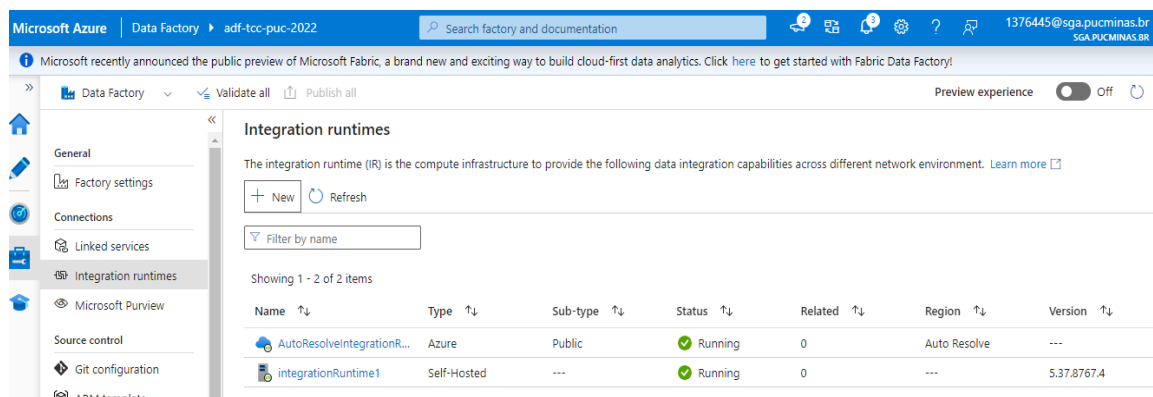 Microsoft Azure | Data Factory ▸ adf-tcc-puc-2022 Search factory and documentation 2 3 1376445@sga.pucminas.br
SGA.PUCMINAS.BR
Microsoft recently announced the public preview of Microsoft Fabric, a brand new and exciting way to build cloud-first data analytics. Click here to get started with Fabric Data Factory!
Data Factory Validate all Publish all Preview experience Off
General
Factory settings
Connections
Linked services
Integration runtimes
Microsoft Purview
Source control
Git configuration
ARM template
Integration runtimes
The integration runtime (IR) is the compute infrastructure to provide the following data integration capabilities across different network environment. Learn more
New Refresh
Filter by name
Showing 1 - 2 of 2 items
Name Type Sub-type Status Related Region Version
AutoResolveIntegrationR... Azure Public Running 0 Auto Resolve ---
integrationRuntime1 Self-Hosted --- Running 0 --- 5.37.8767.4